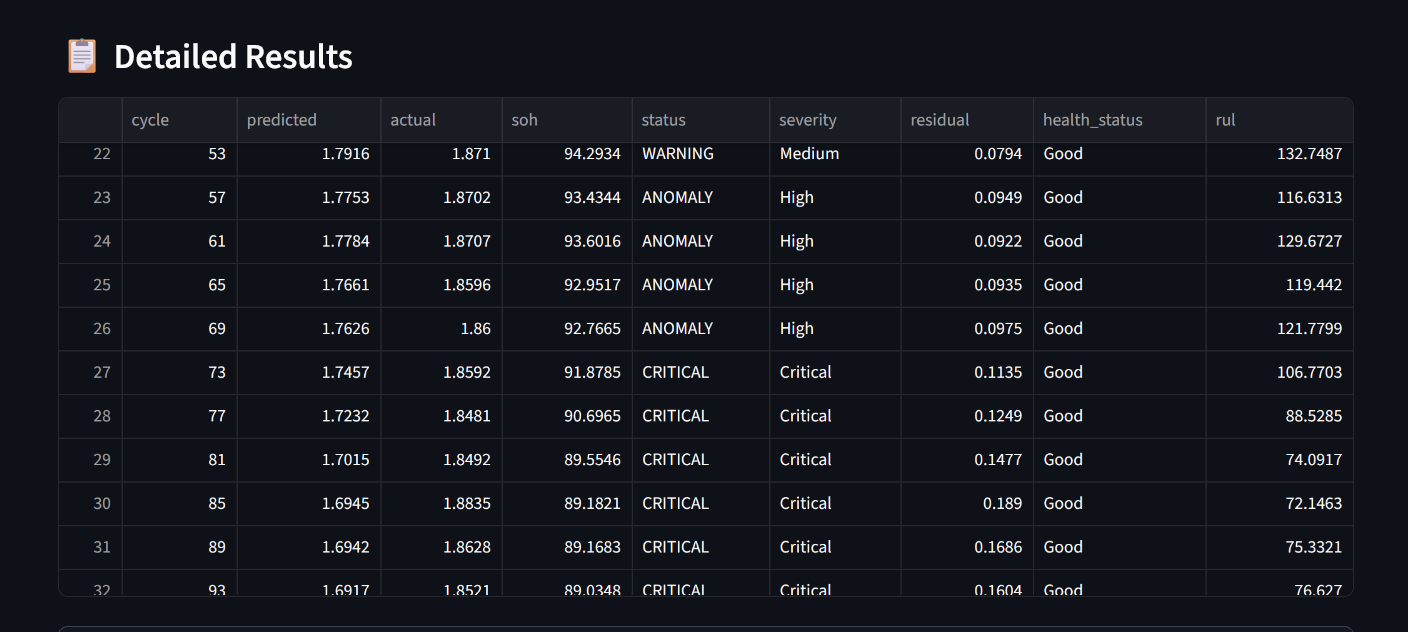 📋 Detailed Results
cycle predicted actual soh status severity residual health_status rul
22 53 1.7916 1.871 94.2934 WARNING Medium 0.0794 Good 132.7487
23 57 1.7753 1.8702 93.4344 ANOMALY High 0.0949 Good 116.6313
24 61 1.7784 1.8707 93.6016 ANOMALY High 0.0922 Good 129.6727
25 65 1.7661 1.8596 92.9517 ANOMALY High 0.0935 Good 119.442
26 69 1.7626 1.86 92.7665 ANOMALY High 0.0975 Good 121.7799
27 73 1.7457 1.8592 91.8785 CRITICAL Critical 0.1135 Good 106.7703
28 77 1.7232 1.8481 90.6965 CRITICAL Critical 0.1249 Good 88.5285
29 81 1.7015 1.8492 89.5546 CRITICAL Critical 0.1477 Good 74.0917
30 85 1.6945 1.8835 89.1821 CRITICAL Critical 0.189 Good 72.1463
31 89 1.6942 1.8628 89.1683 CRITICAL Critical 0.1686 Good 75.3321
32 93 1.6917 1.8521 89.0348 CRITICAL Critical 0.1604 Good 76.627